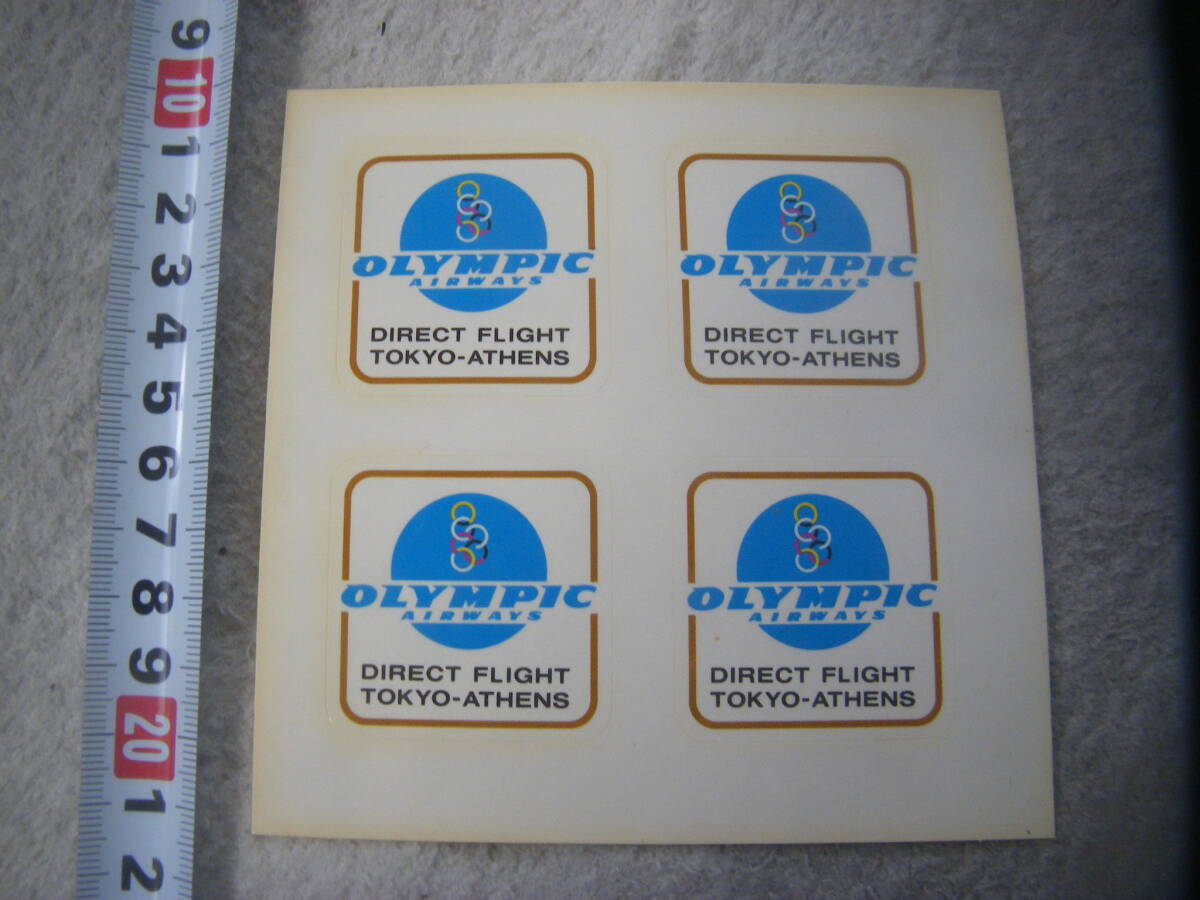 9
10
1
2
3
4
5
6
7
8
9
20
1
2
OLYMPIC
AIRWAYS
DIRECT FLIGHT
TOKYO-ATHENS
OLYMPIC
AIRWAYS
DIRECT FLIGHT
TOKYO-ATHENS
OLYMPIC
AIRWAYS
DIRECT FLIGHT
TOKYO-ATHENS
OLYMPIC
AIRWAYS
DIRECT FLIGHT
TOKYO-ATHENS